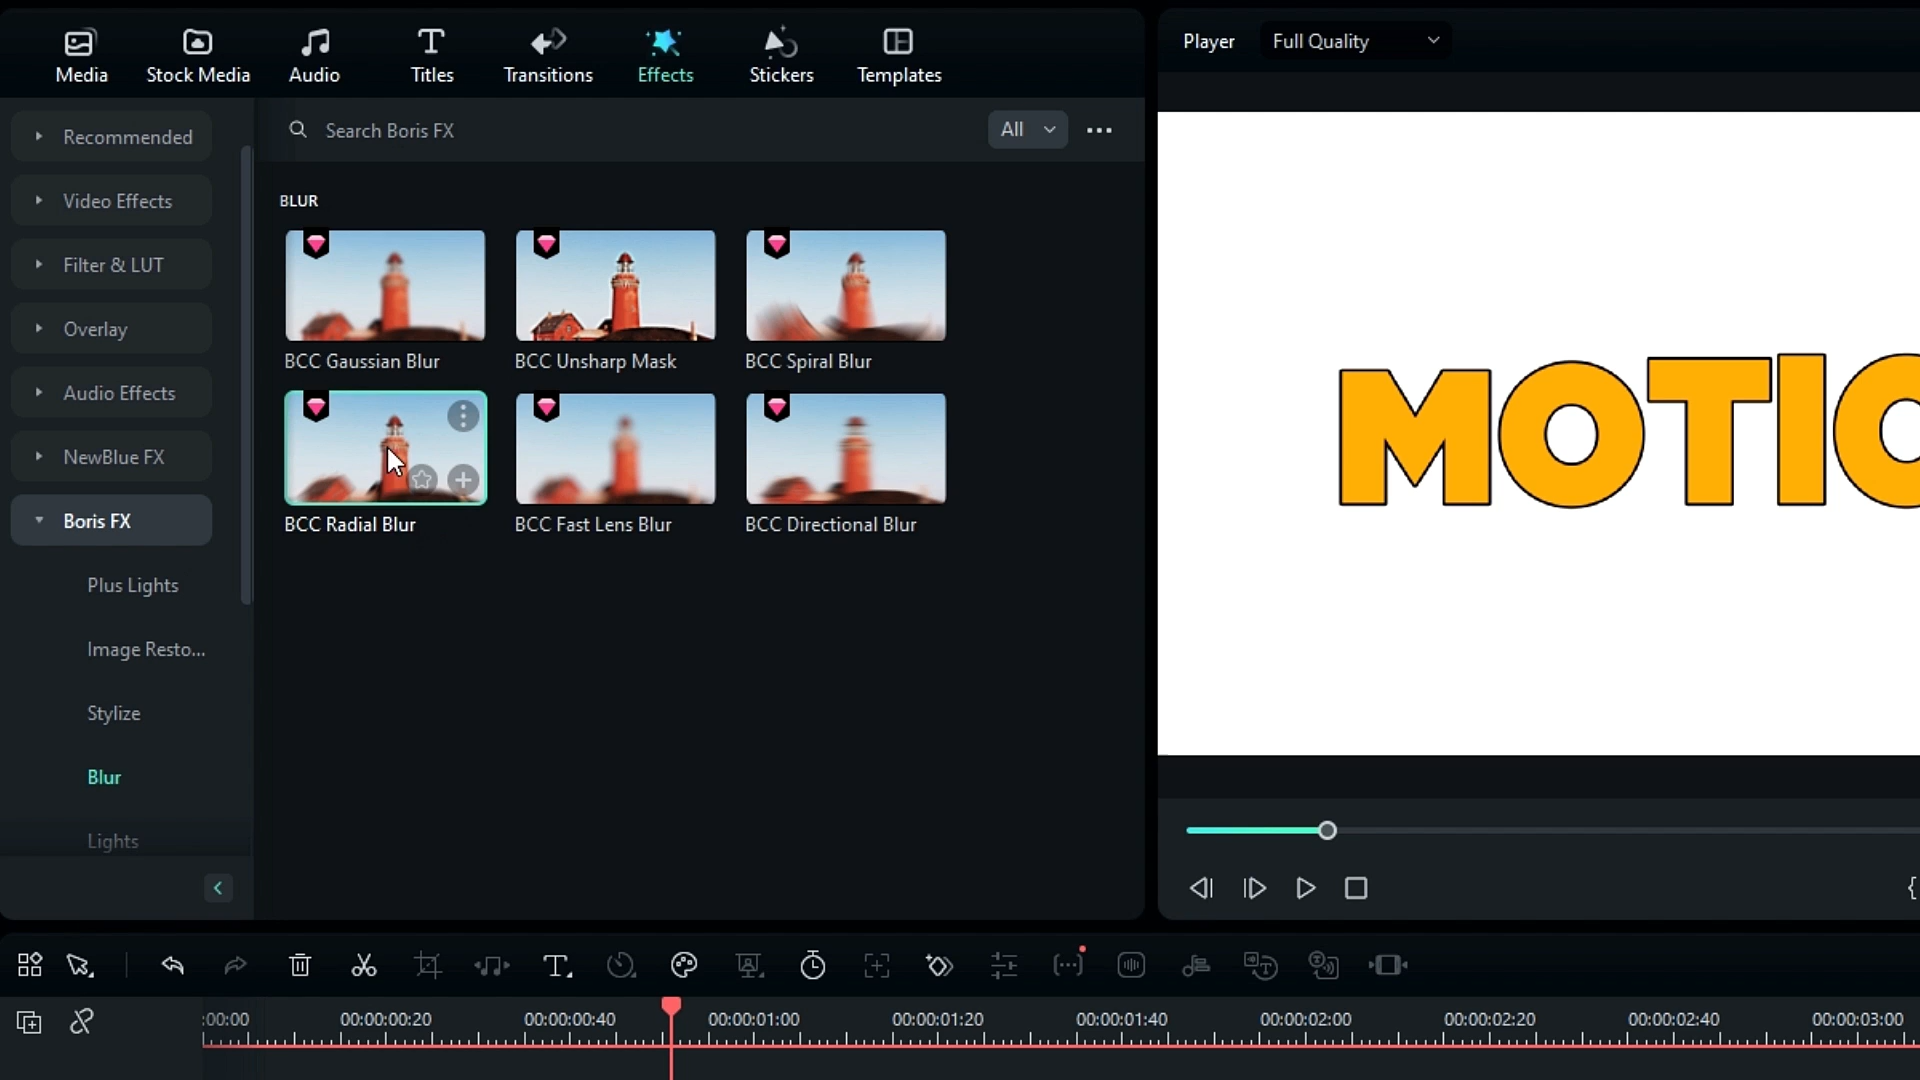 Media
Stock Media
Audio
Titles
Transitions
Effects
Stickers
Templates
Player
Full Quality
Recommended
Video Effects
Filter & LUT
Overlay
Audio Effects
NewBlue FX
Boris FX
Plus Lights
Image Resto...
Stylize
Blur
Lights
Search Boris FX
All
BLUR
BCC Gaussian Blur
BCC Unsharp Mask
BCC Spiral Blur
BCC Radial Blur
BCC Fast Lens Blur
BCC Directional Blur
MOTIO
{
:00:00
00:00:00:20
00:00:00:40
00:00:01:00
00:00:01:20
00:00:01:40
00:00:02:00
00:00:02:20
00:00:02:40
00:00:03:00